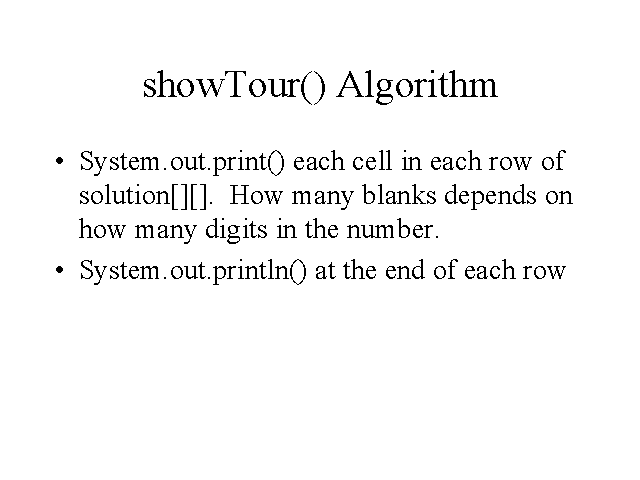 showTour() Algorithm
• System.out.print() each cell in each row of
solution[][].  How many blanks depends on
how many digits in the number.
• System.out.println() at the end of each row